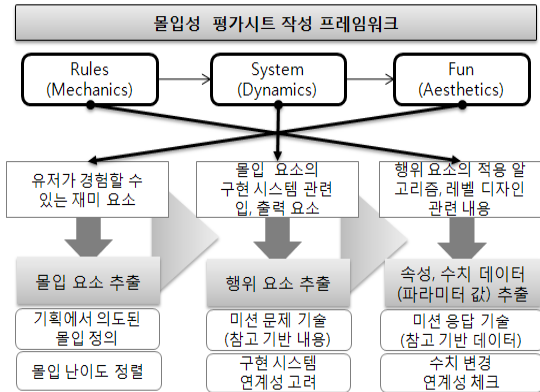 몰입성 평가시트 작성 프레임워크
Rules
(Mechanics)
System
(Dynamics)
Fun
(Aesthetics)
유저가 경험할 수
있는 재미 요소
몰입 요소의
구현 시스템 관련
입, 출력 요소
행위 요소의 적용 알
고리즘, 레벨 디자인
관련 내용
몰입 요소 추출
행위 요소 추출
속성, 수치 데이터
(파라미터 값) 추출
기획에서 의도된
몰입 정의
미션 문제 기술
(참고 기반 내용)
미션 응답 기술
(참고 기반 데이터)
몰입 난이도 정렬
구현 시스템
연계성 고려
수치 변경
연계성 체크